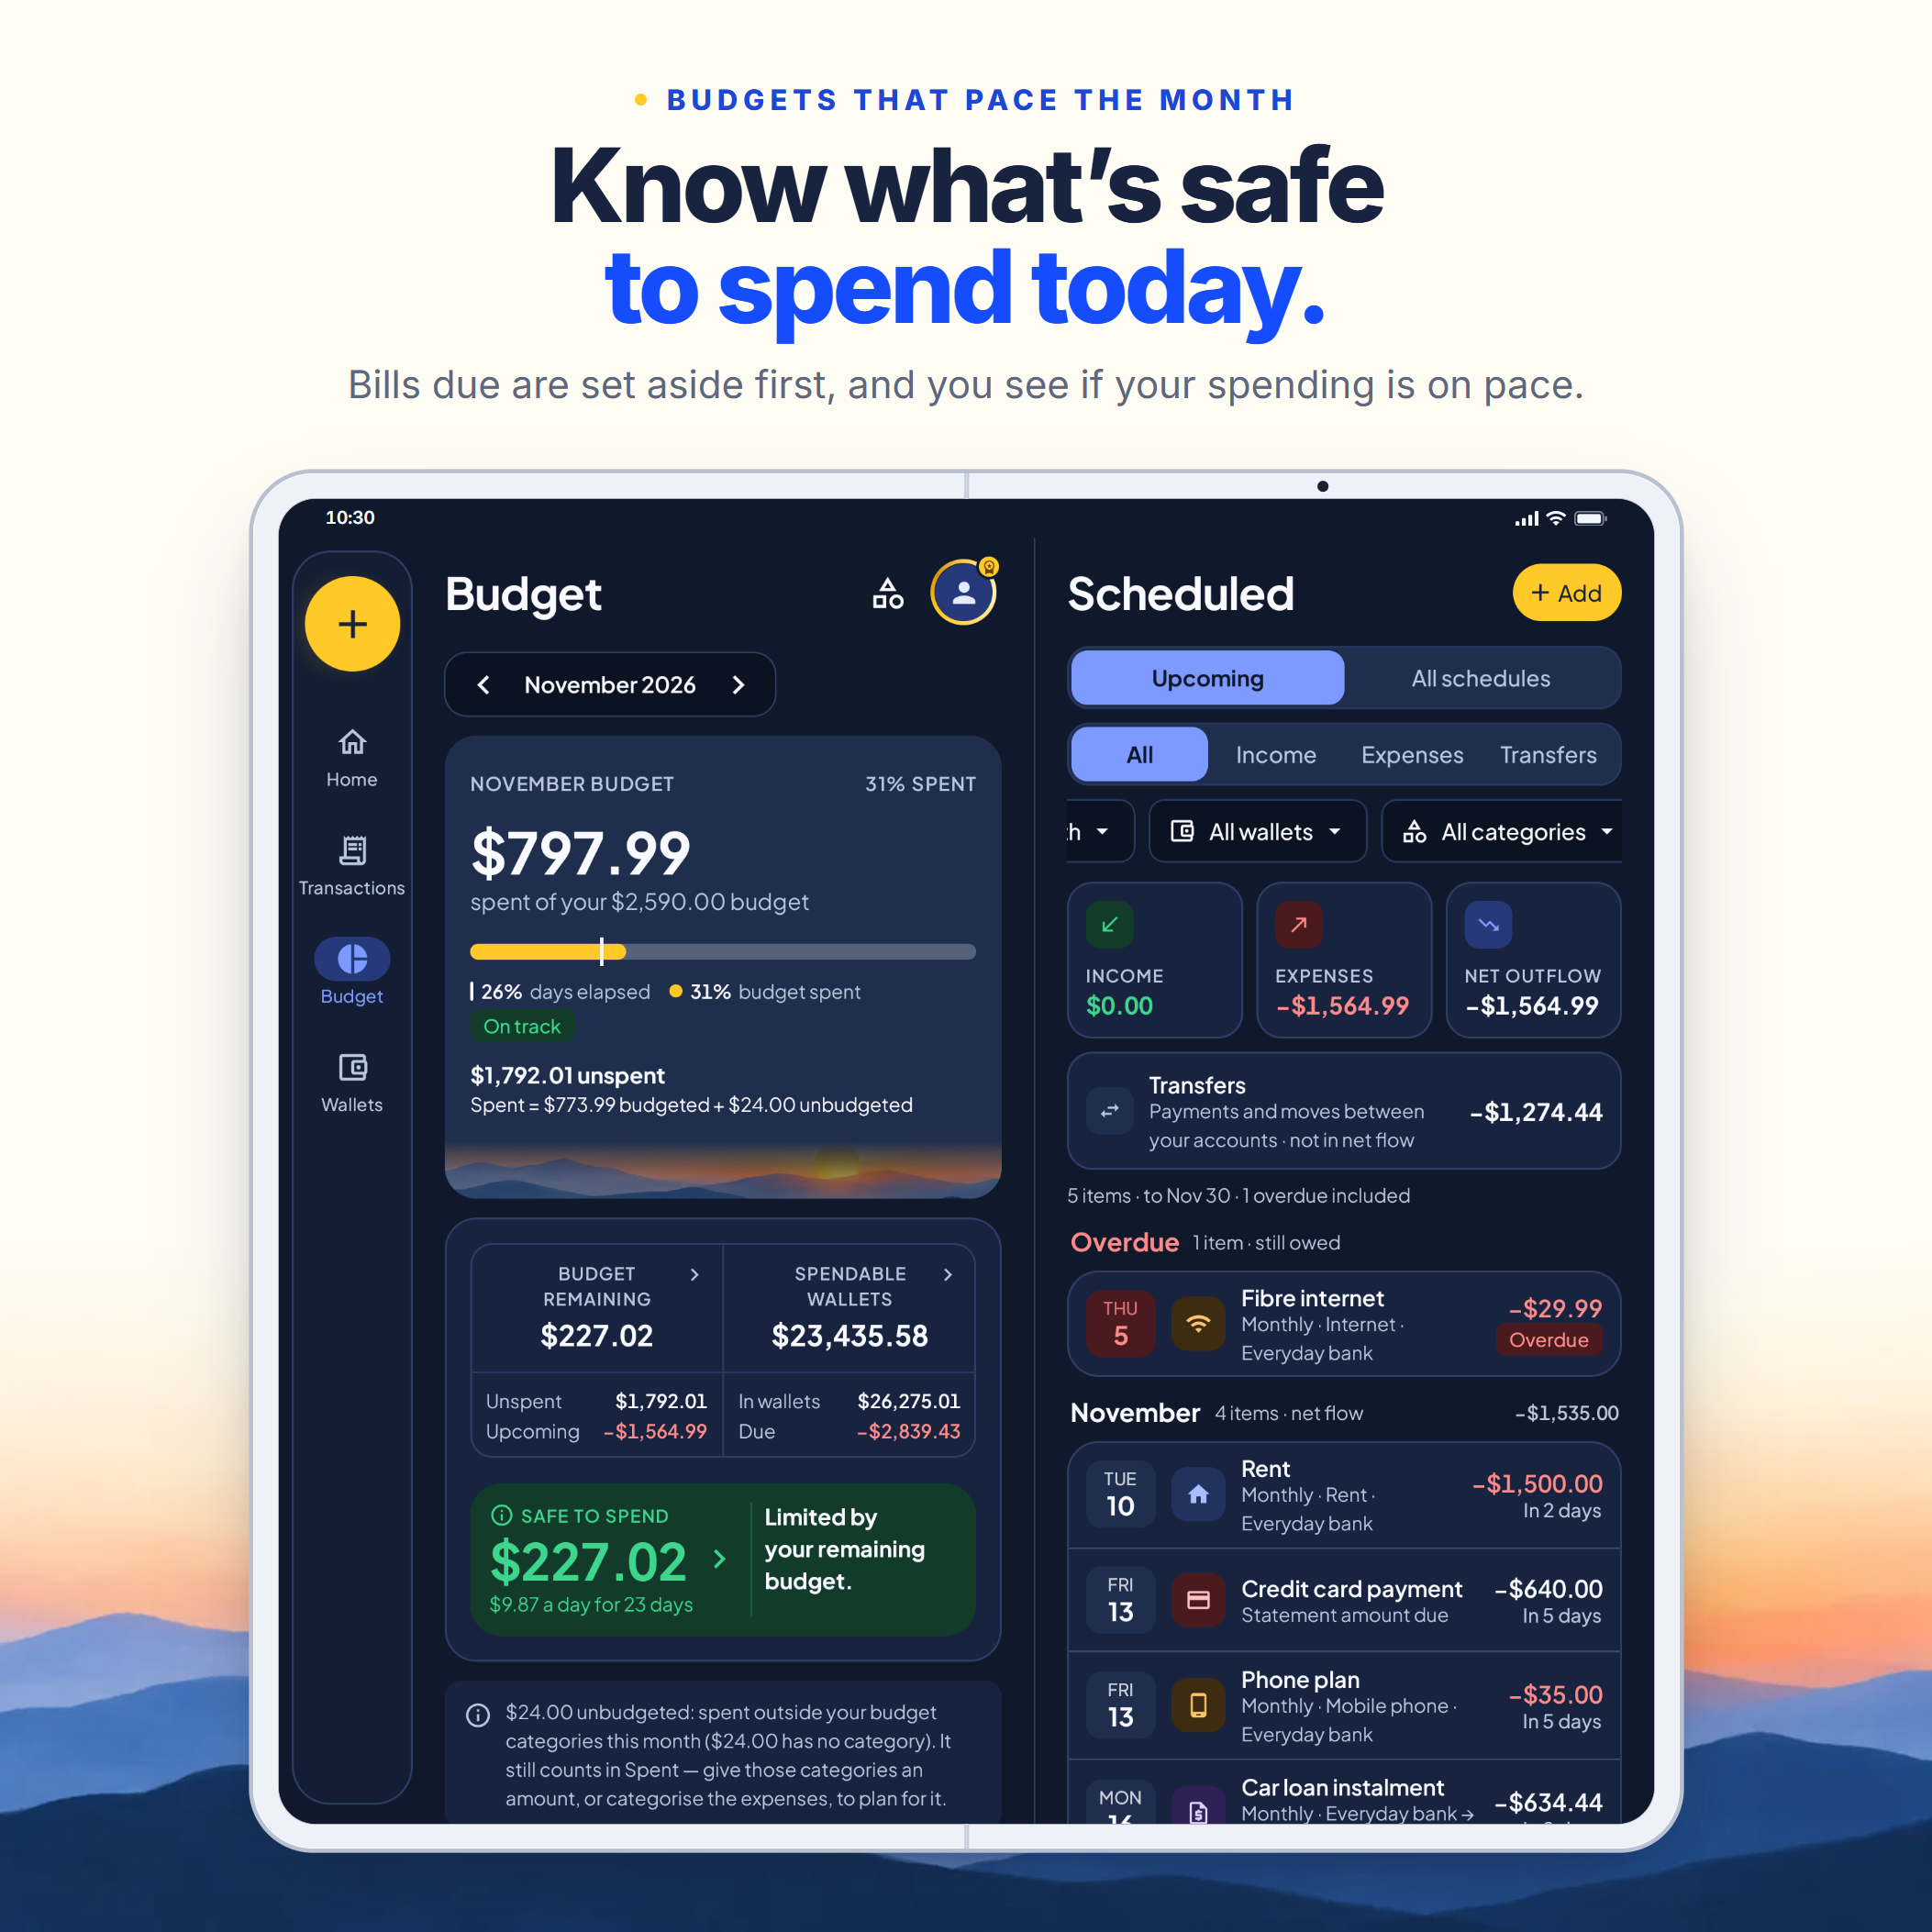 BUDGETS THAT PACE THE MONTH
Know what’s safe
to spend today.
Bills due are set aside first, and you see if your spending is on pace.
10:30
Home
Transactions
Budget
Wallets
Budget
November 2026
NOVEMBER BUDGET 31% SPENT
$797.99
spent of your $2,590.00 budget
26% days elapsed 31% budget spent
On track
$1,792.01 unspent
Spent = $773.99 budgeted + $24.00 unbudgeted
BUDGET
REMAINING
$227.02
SPENDABLE
WALLETS
$23,435.58
Unspent $1,792.01
Upcoming −$1,564.99
In wallets $26,275.01
Due −$2,839.43
SAFE TO SPEND
$227.02
$9.87 a day for 23 days
Limited by
your remaining
budget.
$24.00 unbudgeted: spent outside your budget
categories this month ($24.00 has no category). It
still counts in Spent — give those categories an
amount, or categorise the expenses, to plan for it.
Scheduled
+ Add
Upcoming All schedules
All Income Expenses Transfers
All wallets All categories
INCOME
$0.00
EXPENSES
−$1,564.99
NET OUTFLOW
−$1,564.99
Transfers
Payments and moves between
your accounts · not in net flow
−$1,274.44
5 items · to Nov 30 · 1 overdue included
Overdue 1 item · still owed
THU
5
Fibre internet
Monthly · Internet ·
Everyday bank
−$29.99
Overdue
November 4 items · net flow −$1,535.00
TUE
10
Rent
Monthly · Rent ·
Everyday bank
−$1,500.00
In 2 days
FRI
13
Credit card payment
Statement amount due
−$640.00
In 5 days
FRI
13
Phone plan
Monthly · Mobile phone ·
Everyday bank
−$35.00
In 5 days
MON
16
Car loan instalment
Monthly · Everyday bank →
−$634.44